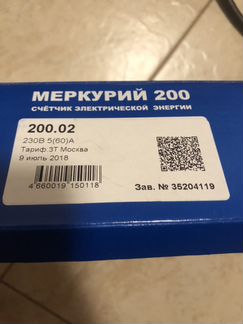 МЕРКУРИЙ 200
СЧЁТЧИК ЭЛЕКТРИЧЕСКОЙ ЭНЕРГИИ
200.02
230В 5(60)А
Тариф.3Т Москва
9 июль 2018
4 660019 150118
Зав. № 35204119